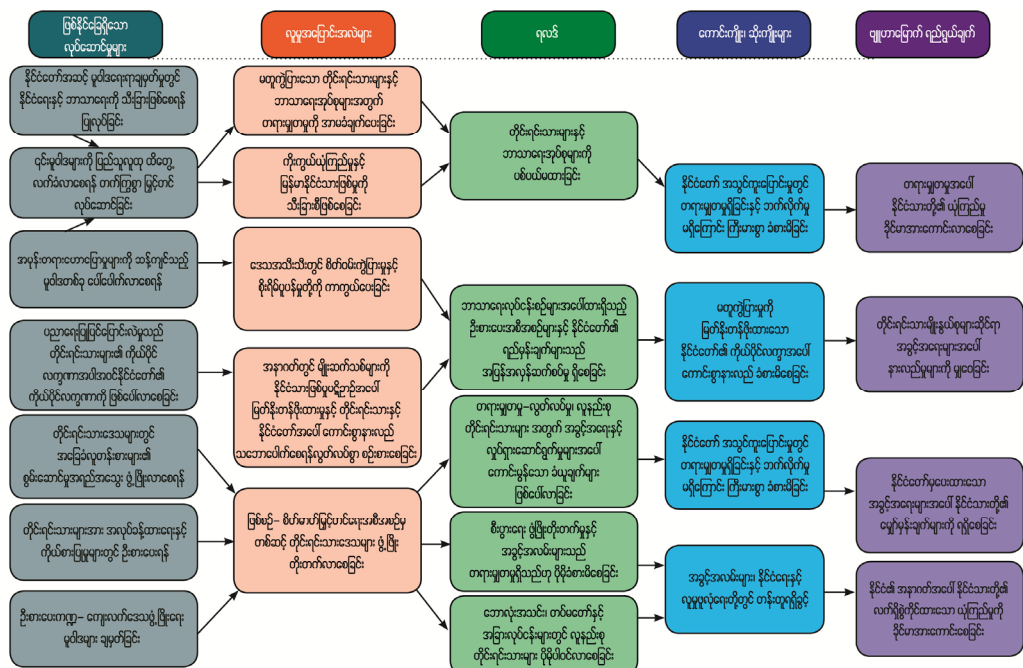 ဖြစ်နိုင်ခြေရှိသော
လုပ်ဆောင်မှုများ
လူမှုအပြောင်းအလဲများ
ရလဒ်
ကောင်းကျိုး၊ ဆိုးကျိုးများ
ဗျူဟာမြောက် ရည်ရွယ်ချက်
နိုင်ငံတော်အဆင့် မူဝါဒရေးရာချမှတ်မှုတွင်
နိုင်ငံရေးနှင့် ဘာသာရေးကို သီးခြားဖြစ်စေရန်
ပြုလုပ်ခြင်း
၎င်းမူဝါဒများကို ပြည်သူလူထု ထိတွေ့
လက်ခံလာစေရန် တက်ကြွစွာ မြှင့်တင်
လုပ်ဆောင်ခြင်း
အမုန်းတရားဟောပြောမှုများကို ဆန့်ကျင်သည့်
မူဝါဒတစ်ခု ပေါ်ပေါက်လာစေရန်
ပညာရေးပြုပြင်ပြောင်းလဲမှုသည်
တိုင်းရင်းသားများ၏ ကိုယ်ပိုင်
လက္ခဏာအပါအဝင်နိုင်ငံတော်၏
ကိုယ်ပိုင်လက္ခဏာကို ဖြစ်ပေါ်လာစေခြင်း
တိုင်းရင်းသားဒေသများတွင်
အခြေခံလူတန်းစားများ၏
စွမ်းဆောင်မှုအရည်အသွေး ဖွံ့ဖြိုးလာစေရန်
တိုင်းရင်းသားများအား အလုပ်ခန့်ထားရေးနှင့်
ကိုယ်စားပြုမှုများတွင် ဦးစားပေးရန်
ဦးစားပေးကဏ္ဍ– ကျေးလက်ဒေသဖွံ့ဖြိုးရေး
မူဝါဒများ ချမှတ်ခြင်း
မတူကွဲပြားသော တိုင်းရင်းသားများနှင့်
ဘာသာရေးအုပ်စုများအတွက်
တရားမျှတမှုကို အာမခံချက်ပေးခြင်း
ကိုးကွယ်ယုံကြည်မှုနှင့်
မြန်မာနိုင်ငံသားဖြစ်မှုကို
သီးခြားစီဖြစ်စေခြင်း
ဒေသအသီးသီးတွင် စိတ်ဝမ်းကွဲပြားမှုနှင့်
စိုးရိမ်ပူပန်မှုတို့ကို ကာကွယ်ပေးခြင်း
အနာဂတ်တွင် မျိုးဆက်သစ်များကို
နိုင်ငံသားဖြစ်မှုပဋိဉာဉ်အပေါ်
မြတ်နိုးတန်ဖိုးထားမှုနှင့် တိုင်းရင်းသားနှင့်
နိုင်ငံတော်အပေါ် ကောင်းစွာနားလည်
သဘောပေါက်စေရန်လွတ်လပ်စွာ စဉ်းစားစေခြင်း
ဖြစ်စဉ်– စိတ်ဓာတ်မြှင့်တင်ရေးအစီအစဉ်မှ
တစ်ဆင့် တိုင်းရင်းသားဒေသများ ဖွံ့ဖြိုး
တိုးတက်လာစေခြင်း
တိုင်းရင်းသားများနှင့်
ဘာသာရေးအုပ်စုများကို
ပစ်ပယ်မထားခြင်း
ဘာသာရေးလုပ်ငန်းစဉ်များအပေါ်ထားရှိသည့်
ဦးစားပေးအစီအစဉ်များနှင့် နိုင်ငံတော်၏
ရည်မှန်းချက်များသည်
အပြန်အလှန်ဆက်စပ်မှု ရှိစေခြင်း
တရားမျှတမှု–လွတ်လပ်မှု၊ လူနည်းစု
တိုင်းရင်းသားများ အတွက် အခွင့်အရေးနှင့်
လှုပ်ရှားဆောင်ရွက်မှုများအပေါ်
ကောင်းမွန်သော ခံယူချက်များ
ဖြစ်ပေါ်လာခြင်း
စီးပွားရေး ဖွံ့ဖြိုးတိုးတက်မှုနှင့်
အခွင့်အလမ်းများသည်
တရားမျှတမှုရှိသည်ဟု ပိုမိုခံစားမိစေခြင်း
ဘောလုံးအသင်း၊ တပ်မတော်နှင့်
အခြားလုပ်ငန်းများတွင် လူနည်းစု
တိုင်းရင်းသားများ ပိုမိုပါဝင်လာစေခြင်း
နိုင်ငံတော် အသွင်ကူးပြောင်းမှုတွင်
တရားမျှတမှုရှိခြင်းနှင့် ဘက်လိုက်မှု
မရှိကြောင်း ကြီးမားစွာ ခံစားမိခြင်း
မတူကွဲပြားမှုကို
မြတ်နိုးတန်ဖိုးထားသော
နိုင်ငံတော်၏ ကိုယ်ပိုင်လက္ခဏာအပေါ်
ကောင်းစွာနားလည် ခံစားမိစေခြင်း
နိုင်ငံတော် အသွင်ကူးပြောင်းမှုတွင်
တရားမျှတမှုရှိခြင်းနှင့် ဘက်လိုက်မှု
မရှိကြောင်း ကြီးမားစွာ ခံစားမိခြင်း
အခွင့်အလမ်းများ၊ နိုင်ငံရေးနှင့်
လူမှုဖူလုံရေးတို့တွင် တန်းတူရရှိခွင့်
တရားမျှတမှုအပေါ်
နိုင်ငံသားတို့၏ ယုံကြည်မှု
ခိုင်မာအားကောင်းလာစေခြင်း
တိုင်းရင်းသားမျိုးနွယ်စုများဆိုင်ရာ
အခွင့်အရေးများအပေါ်
နားလည်မှုများကို မျှဝေခြင်း
နိုင်ငံတော်မှပေးထားသော
အခွင့်အရေးများအပေါ် နိုင်ငံသားတို့၏
မျှော်မှန်းချက်များကို ရရှိစေခြင်း
နိုင်ငံ၏ အနာဂတ်အပေါ် နိုင်ငံသားတို့၏
လက်ရှိစွဲကိုင်ထားသော ယုံကြည်မှုကို
ခိုင်မာအားကောင်းစေခြင်း